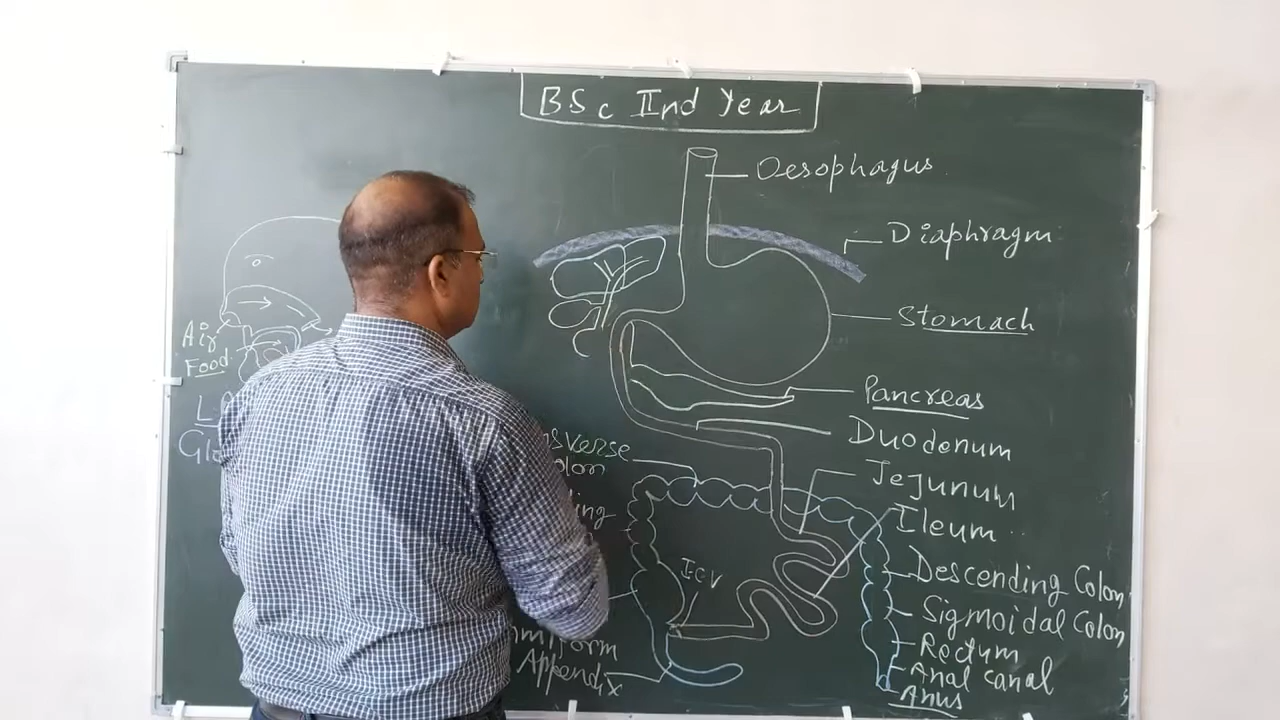 BSc IInd Year
Oesophagus
Diaphragm
Air
Food
Stomach
Pancreas
Duodenum
Jejunum
Ileum
ICV
Descending Colon
Sigmoidal Colon
Rectum
Anal canal
Anus
Appendix